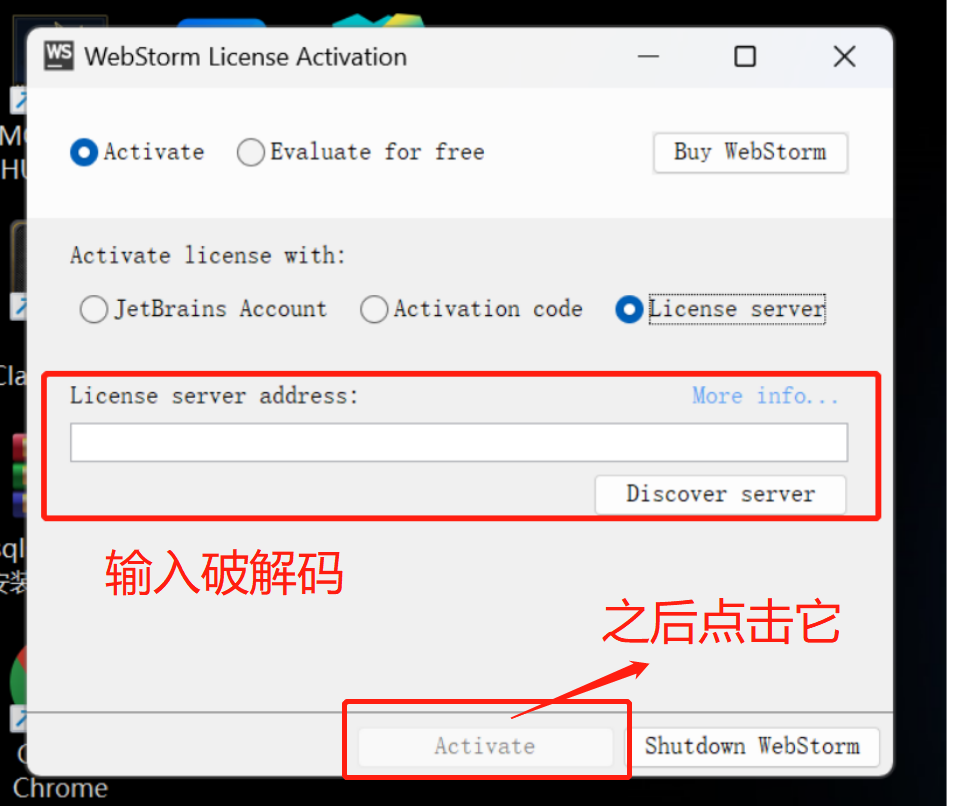 WS WebStorm License Activation
Activate Evaluate for free Buy WebStorm
Activate license with:
JetBrains Account Activation code License server
License server address: More info...
Discover server
输入破解码
之后点击它
Activate Shutdown WebStorm
Chrome